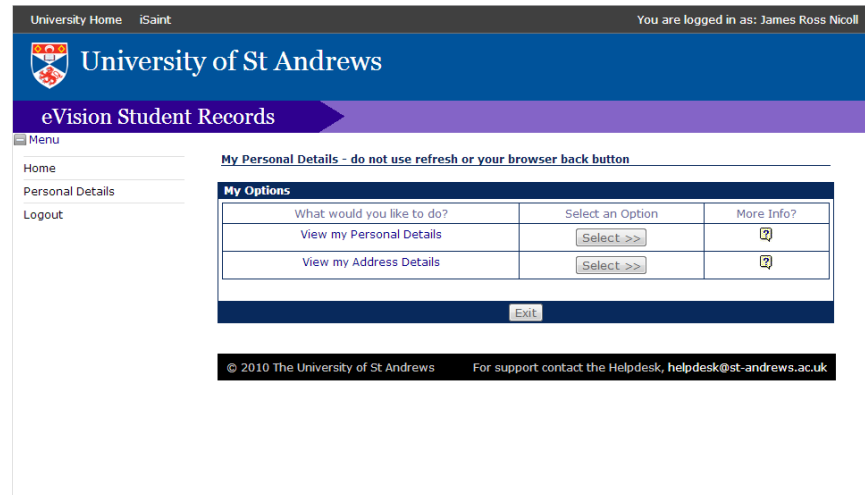 University Home iSaint You are logged in as: James Ross Nicoll
University of St Andrews
eVision Student Records
Menu
Home
Personal Details
Logout
My Personal Details - do not use refresh or your browser back button
My Options
What would you like to do? Select an Option More Info?
View my Personal Details Select >> ?
View my Address Details Select >> ?
Exit
© 2010 The University of St Andrews For support contact the Helpdesk, helpdesk@st-andrews.ac.uk